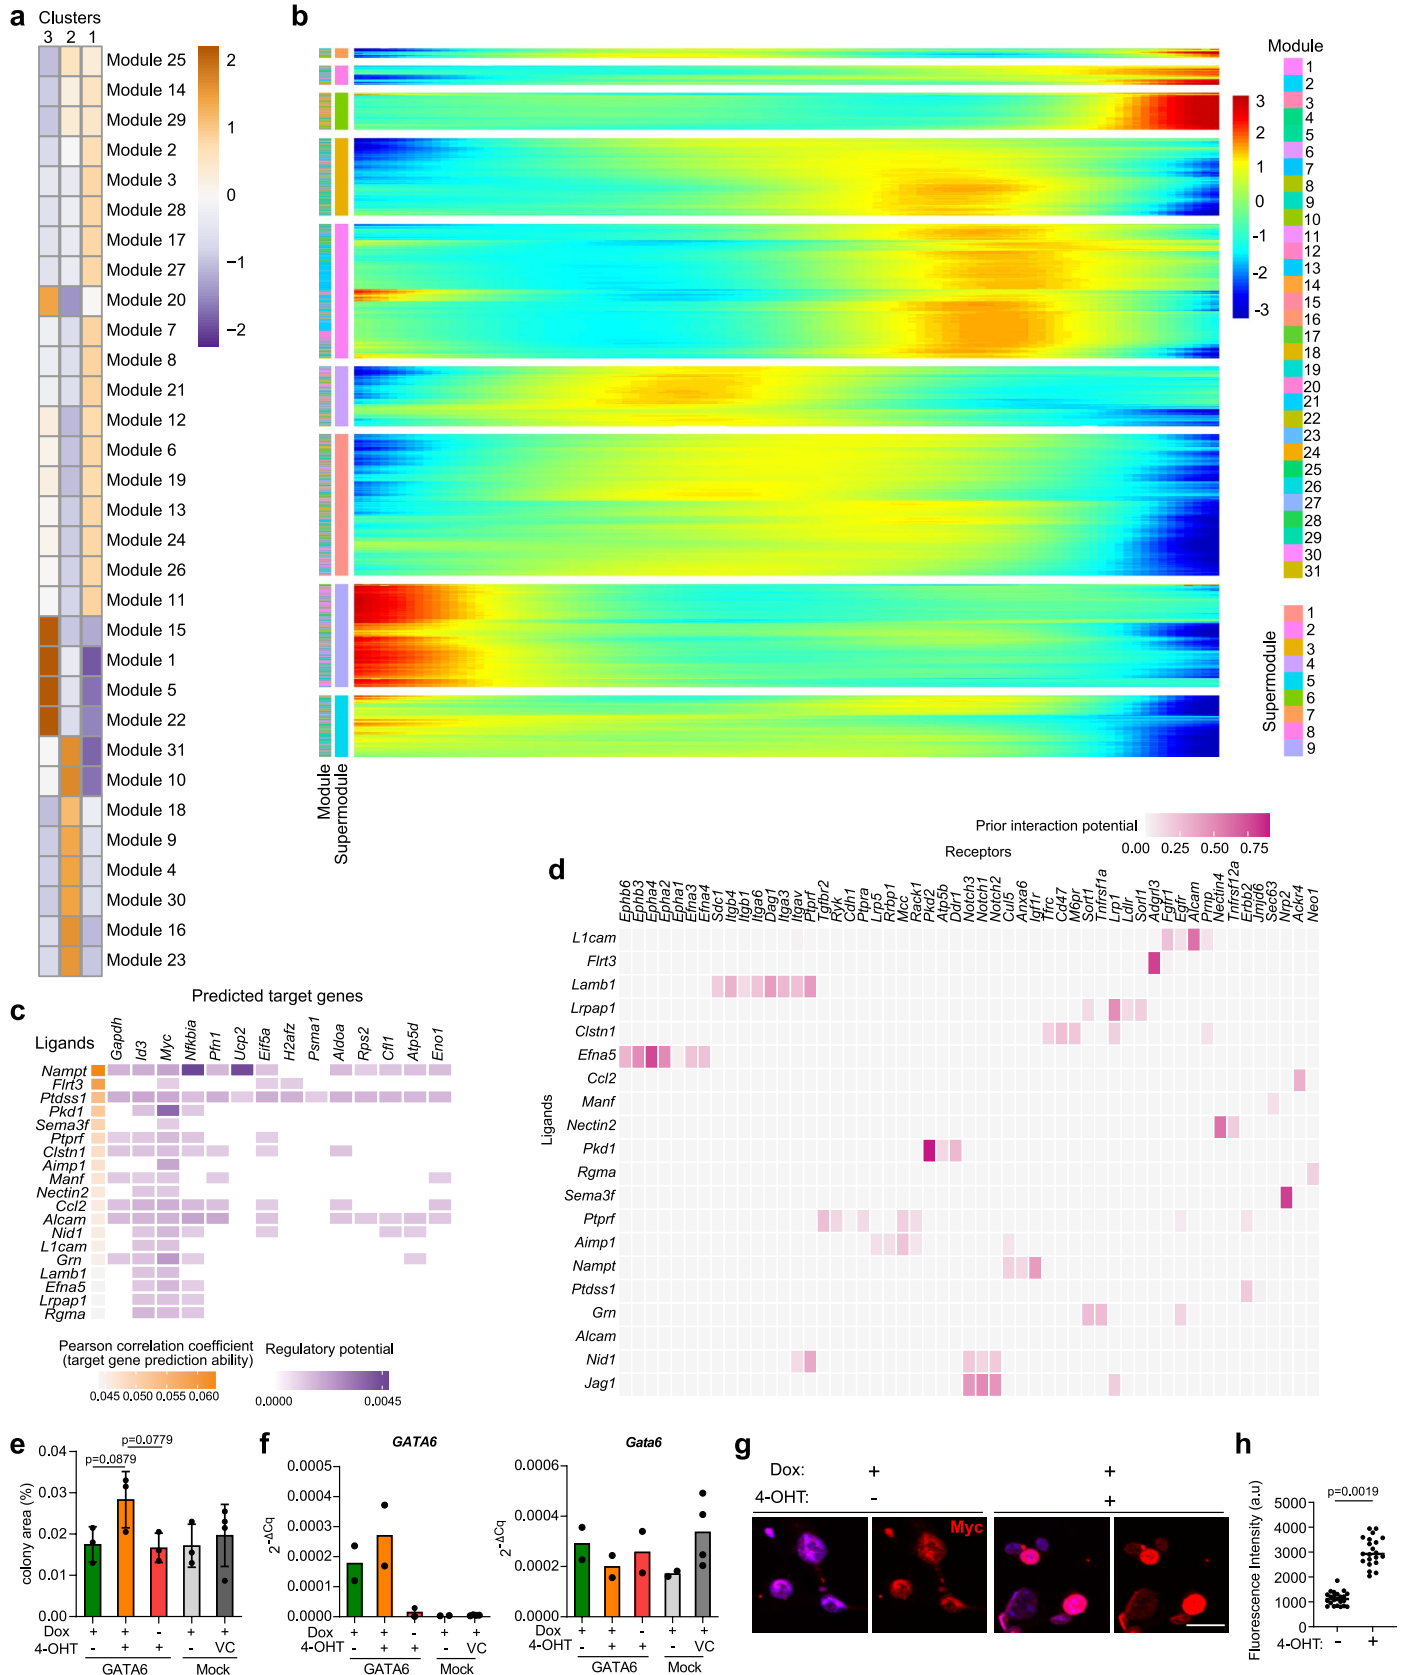 a
Clusters
3 2 1
Module 25
Module 14
Module 29
Module 2
Module 3
Module 28
Module 17
Module 27
Module 20
Module 7
Module 8
Module 21
Module 12
Module 6
Module 19
Module 13
Module 24
Module 26
Module 11
Module 15
Module 1
Module 5
Module 22
Module 31
Module 10
Module 18
Module 9
Module 4
Module 30
Module 16
Module 23
2
1
0
−1
−2
b
Module
Supermodule
3
2
1
0
-1
-2
-3
Module
1
2
3
4
5
6
7
8
9
10
11
12
13
14
15
16
17
18
19
20
21
22
23
24
25
26
27
28
29
30
31
Supermodule
1
2
3
4
5
6
7
8
9
c
Predicted target genes
Ligands
Gapdh Id3 Myc Nfkbia Pfn1 Ucp2 Eif5a H2afz Psma1 Aldoa Rps2 Cfl1 Atp5d Eno1
Nampt
Flrt3
Ptdss1
Pkd1
Sema3f
Ptprf
Clstn1
Aimp1
Manf
Nectin2
Ccl2
Alcam
Nid1
L1cam
Grn
Lamb1
Efna5
Lrpap1
Rgma
Pearson correlation coefficient
(target gene prediction ability)
0.045 0.050 0.055 0.060
Regulatory potential
0.0000 0.0045
d
Prior interaction potential
0.00 0.25 0.50 0.75
Receptors
Ephb6 Ephb3 Epha4 Epha2 Epha1 Efna3 Efna4 Sdc1 Itgb4 Itgb1 Itga6 Dag1 Itga3 Itgav Ptprf Tgfbr2 Ryk Cdh1 Ptpra Lrp5 Rrbp1 Mcc Rack1 Pkd2 Atp5b Ddr1 Notch3 Notch1 Notch2 Cul5 Anxa6 Igf1r Tfrc Cd47 M6pr Sort1 Tnfrsf1a Lrp1 Ldlr Sorl1 Adgrl3 Fgfr1 Egfr Alcam Prnp Nectin4 Tnfrsf12a Erbb2 Jmjd6 Sec63 Nrp2 Ackr4 Neo1
Ligands
L1cam
Flrt3
Lamb1
Lrpap1
Clstn1
Efna5
Ccl2
Manf
Nectin2
Pkd1
Rgma
Sema3f
Ptprf
Aimp1
Nampt
Ptdss1
Grn
Alcam
Nid1
Jag1
e
colony area (%)
0.04
0.03
0.02
0.01
0.00
p=0.0779
p=0.0879
Dox + + - + +
4-OHT - + + - VC
GATA6 Mock
f
GATA6
2^-ΔCq
0.0005
0.0004
0.0003
0.0002
0.0001
0.0000
Dox + + - + +
4-OHT - + + - VC
GATA6 Mock
Gata6
2^-ΔCq
0.0006
0.0004
0.0002
0.0000
+ + - + +
- + + - VC
GATA6 Mock
g
Dox: + +
4-OHT: - +
Myc
h
Fluorescence Intensity (a.u)
p=0.0019
5000
4000
3000
2000
1000
0
4-OHT: - +